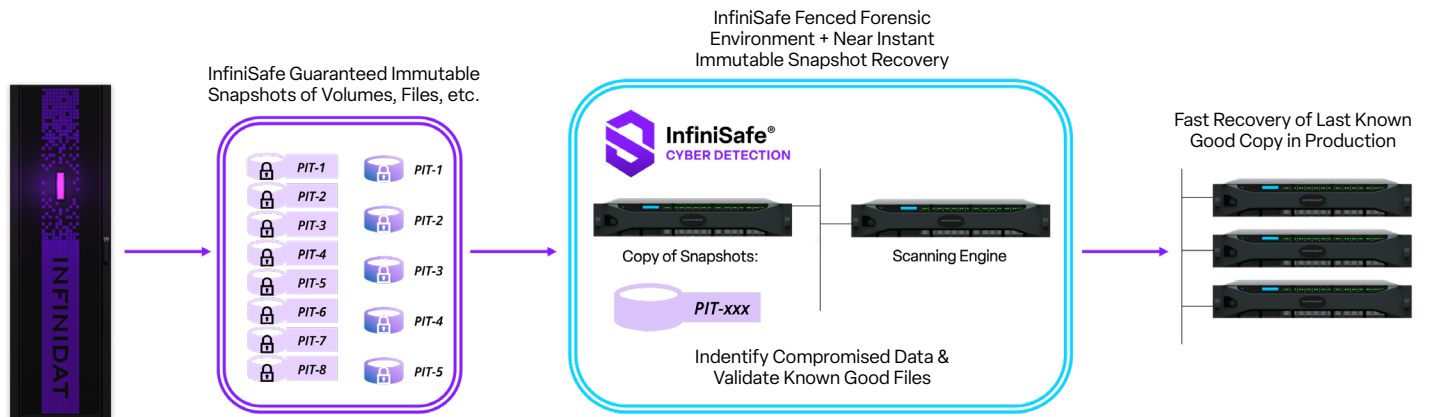 INFINIDAT
InfiniSafe Guaranteed Immutable
Snapshots of Volumes, Files, etc.
PIT-1
PIT-2
PIT-3
PIT-4
PIT-5
PIT-6
PIT-7
PIT-8
PIT-1
PIT-2
PIT-3
PIT-4
PIT-5
InfiniSafe Fenced Forensic
Environment + Near Instant
Immutable Snapshot Recovery
InfiniSafe®
CYBER DETECTION
Copy of Snapshots:
PIT-xxx
Scanning Engine
Indentify Compromised Data &
Validate Known Good Files
Fast Recovery of Last Known
Good Copy in Production